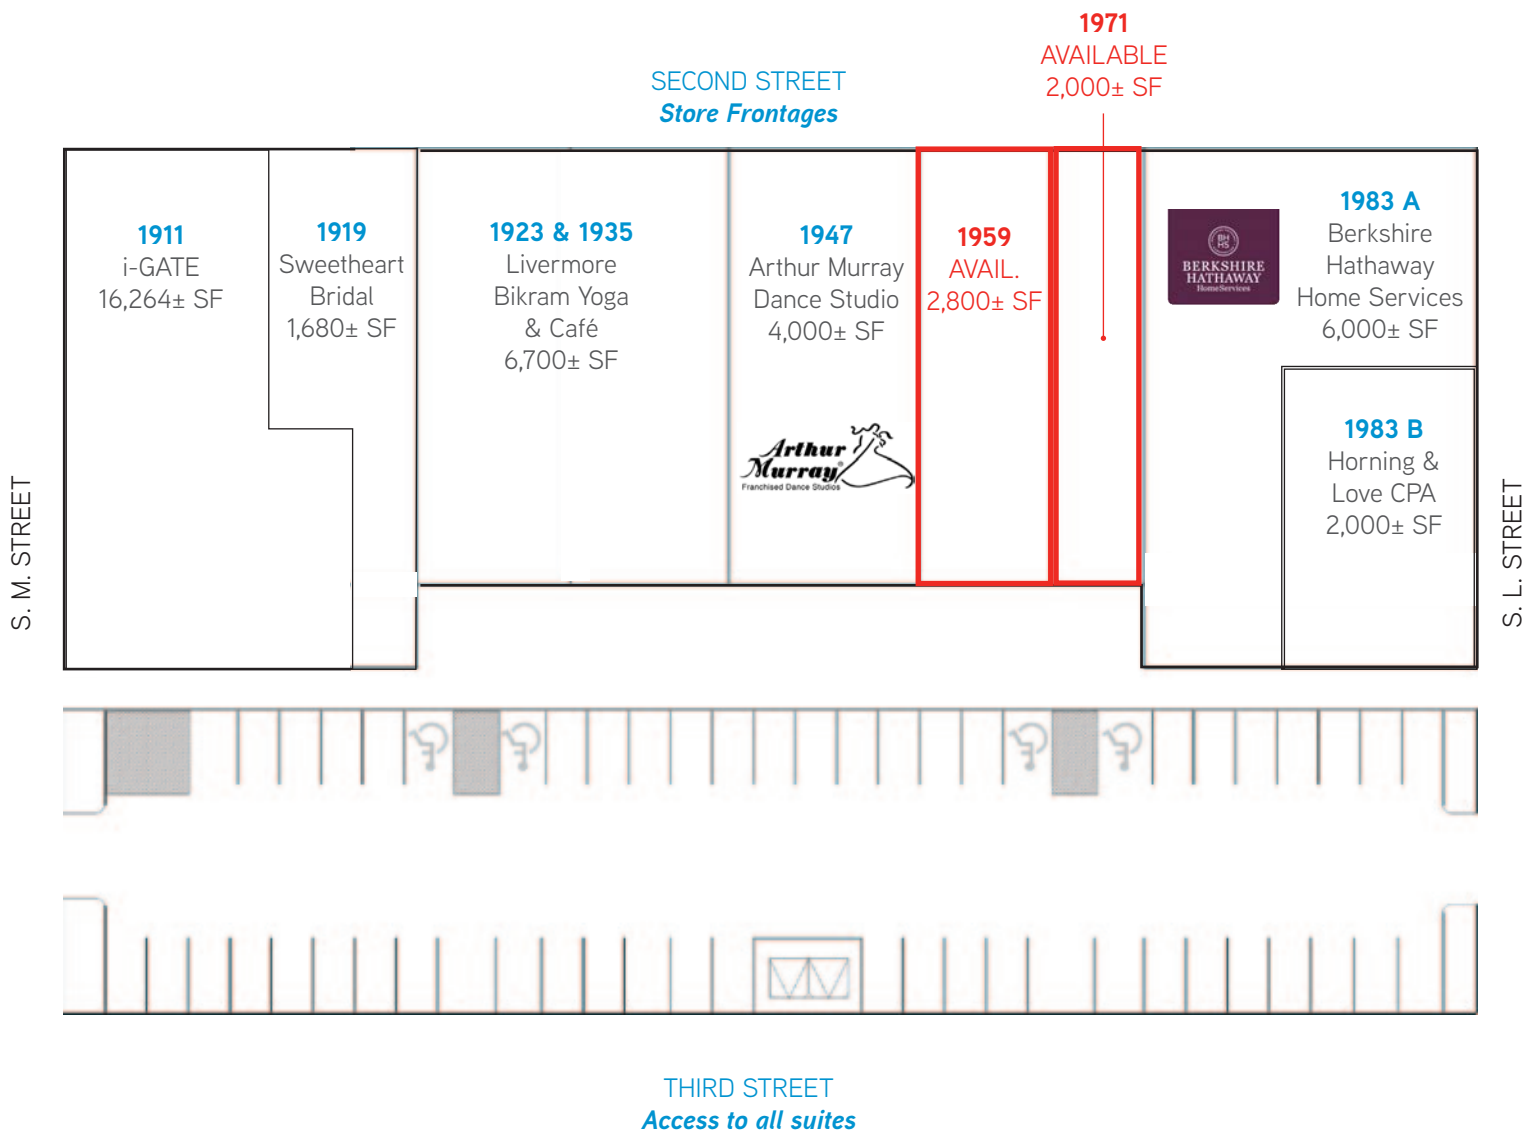 1971
AVAILABLE
2,000± SF
SECOND STREET
Store Frontages
1911
i-GATE
16,264± SF
1919
Sweetheart
Bridal
1,680± SF
1923 & 1935
Livermore
Bikram Yoga
& Café
6,700± SF
1947
Arthur Murray
Dance Studio
4,000± SF
Arthur
Murray®
Franchised Dance Studios
1959
AVAIL.
2,800± SF
BH
HS
BERKSHIRE
HATHAWAY
HomeServices
1983 A
Berkshire
Hathaway
Home Services
6,000± SF
1983 B
Horning &
Love CPA
2,000± SF
S. M. STREET
S. L. STREET
THIRD STREET
Access to all suites